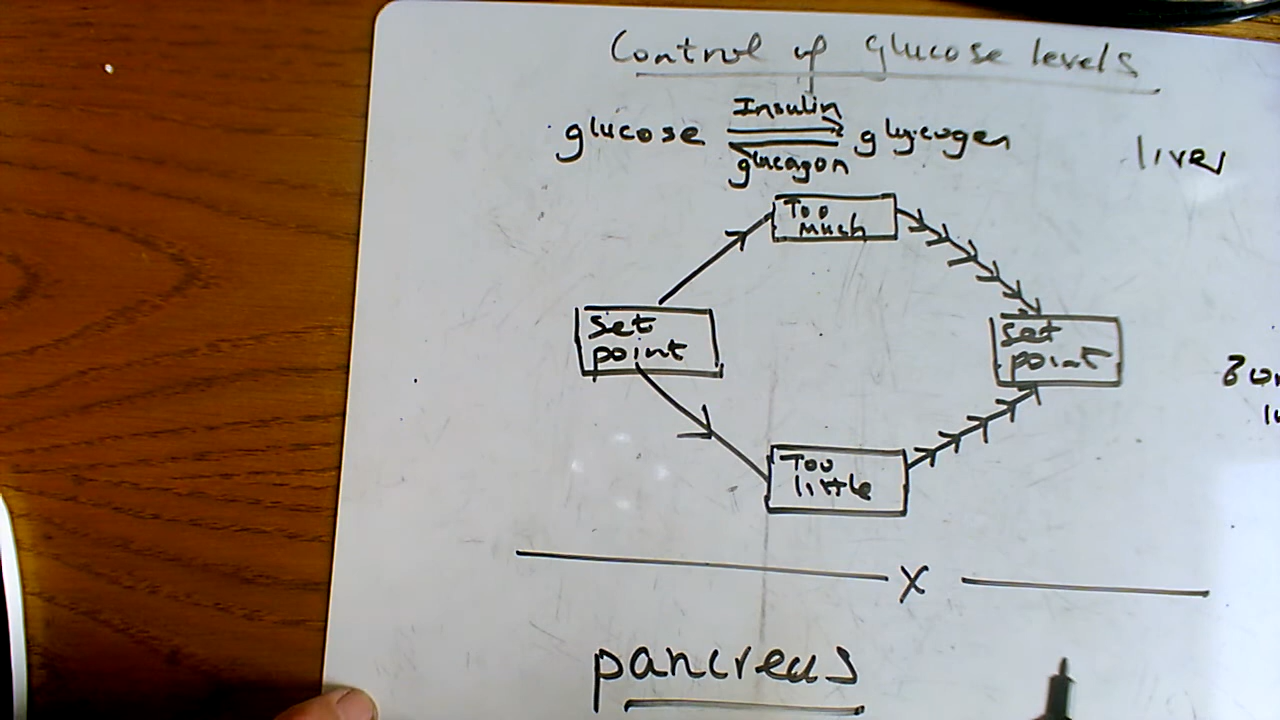 Control of glucose levels
Insulin
glucose glycogen liver
glucagon
Too
Much
Set
point
Set
point
Too
little
X
pancreas